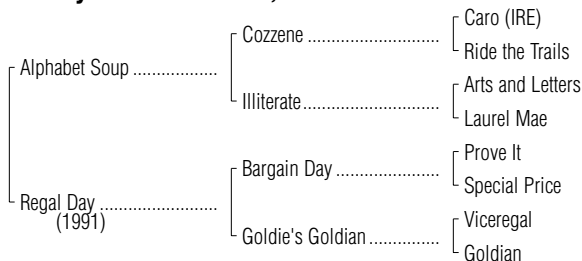 Caro (IRE)
Cozzene ................................
Ride the Trails
Alphabet Soup ....................
Arts and Letters
Illiterate.................................
Laurel Mae
Prove It
Bargain Day .........................
Special Price
Regal Day ............................
(1991)
Viceregal
Goldie's Goldian .................
Goldian